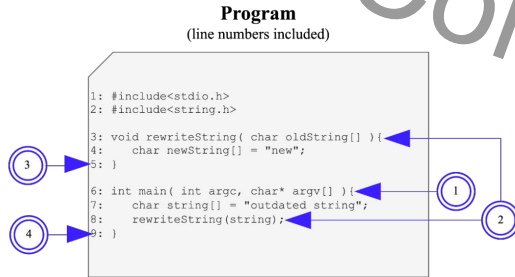 Program
(line numbers included)
1: #include<stdio.h>
2: #include<string.h>
3: void rewriteString( char oldString[] ){
4:    char newString[] = "new";
5: }
6: int main( int argc, char* argv[] ){
7:    char string[] = "outdated string";
8:    rewriteString(string);
9: }
1
2
3
4